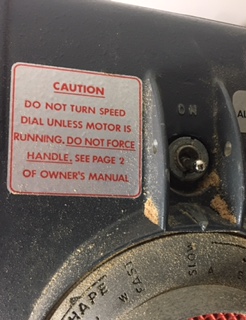 CAUTION
DO NOT TURN SPEED
DIAL UNLESS MOTOR IS
RUNNING. DO NOT FORCE
HANDLE. SEE PAGE 2
OF OWNER'S MANUAL
ON
SLOW